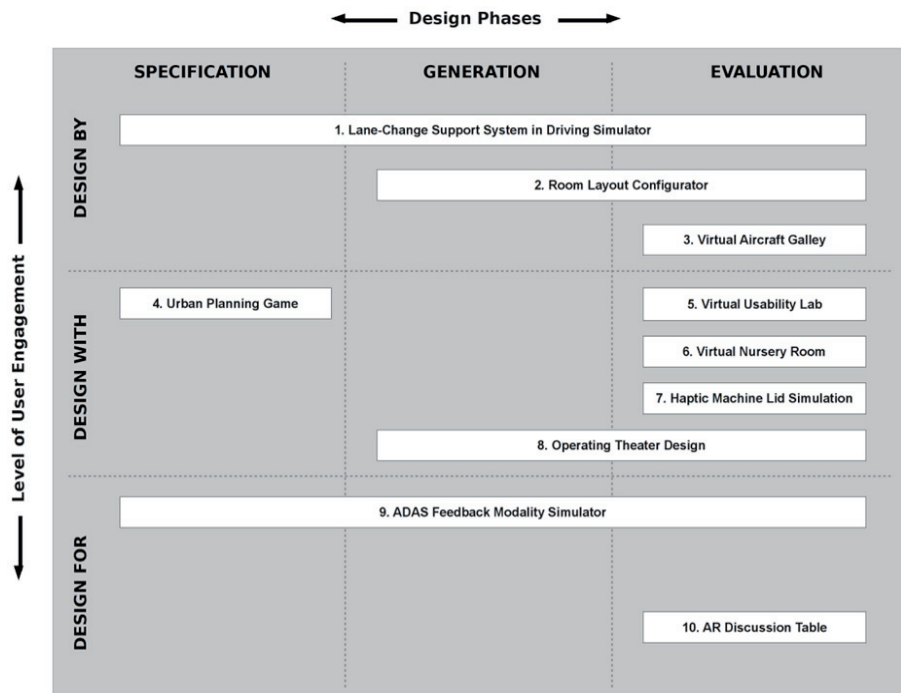 Design Phases
SPECIFICATION
GENERATION
EVALUATION
Level of User Engagement
DESIGN BY
1. Lane-Change Support System in Driving Simulator
2. Room Layout Configurator
3. Virtual Aircraft Galley
DESIGN WITH
4. Urban Planning Game
5. Virtual Usability Lab
6. Virtual Nursery Room
7. Haptic Machine Lid Simulation
8. Operating Theater Design
DESIGN FOR
9. ADAS Feedback Modality Simulator
10. AR Discussion Table